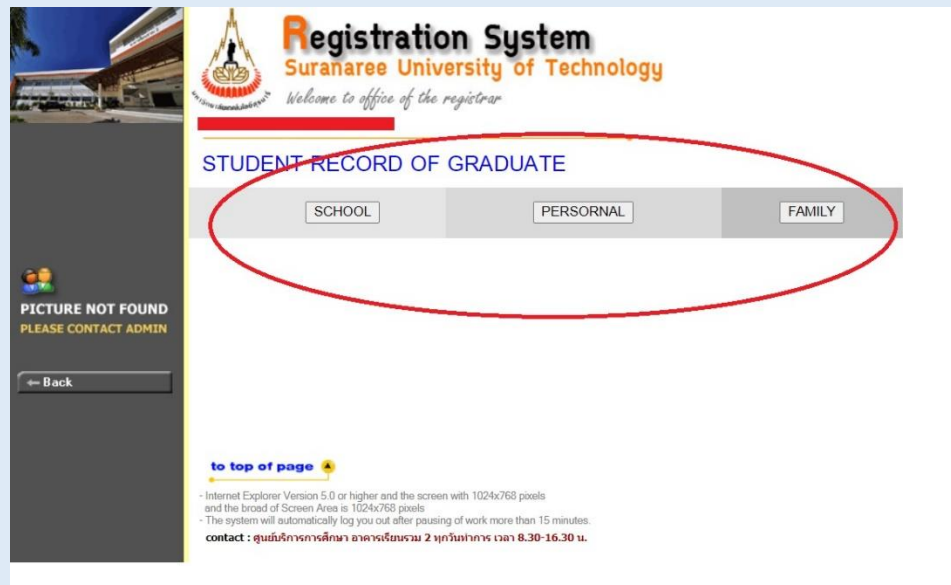 Registration System
Suranaree University of Technology
Welcome to office of the registrar
STUDENT RECORD OF GRADUATE
SCHOOL PERSORNAL FAMILY
PICTURE NOT FOUND
PLEASE CONTACT ADMIN
Back
to top of page
- Internet Explorer Version 5.0 or higher and the screen with 1024x768 pixels
and the broad of Screen Area is 1024x768 pixels
- The system will automatically log you out after pausing of work more than 15 minutes.
contact : ศูนย์บริการการศึกษา อาคารเรียนรวม 2 ทุกวันทำการ เวลา 8.30-16.30 น.